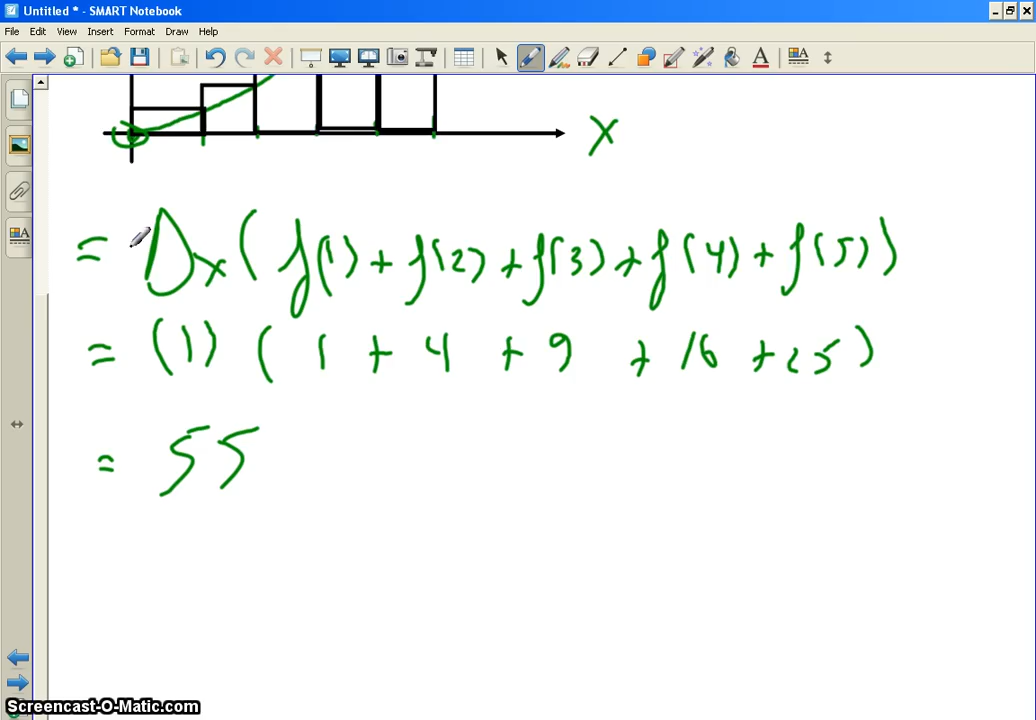 Untitled * - SMART Notebook
File Edit View Insert Format Draw Help
x
= Δx(f(1) + f(2) + f(3) + f(4) + f(5))
= (1) (1 + 4 + 9 + 16 + 25)
= 55
Screencast-O-Matic.com